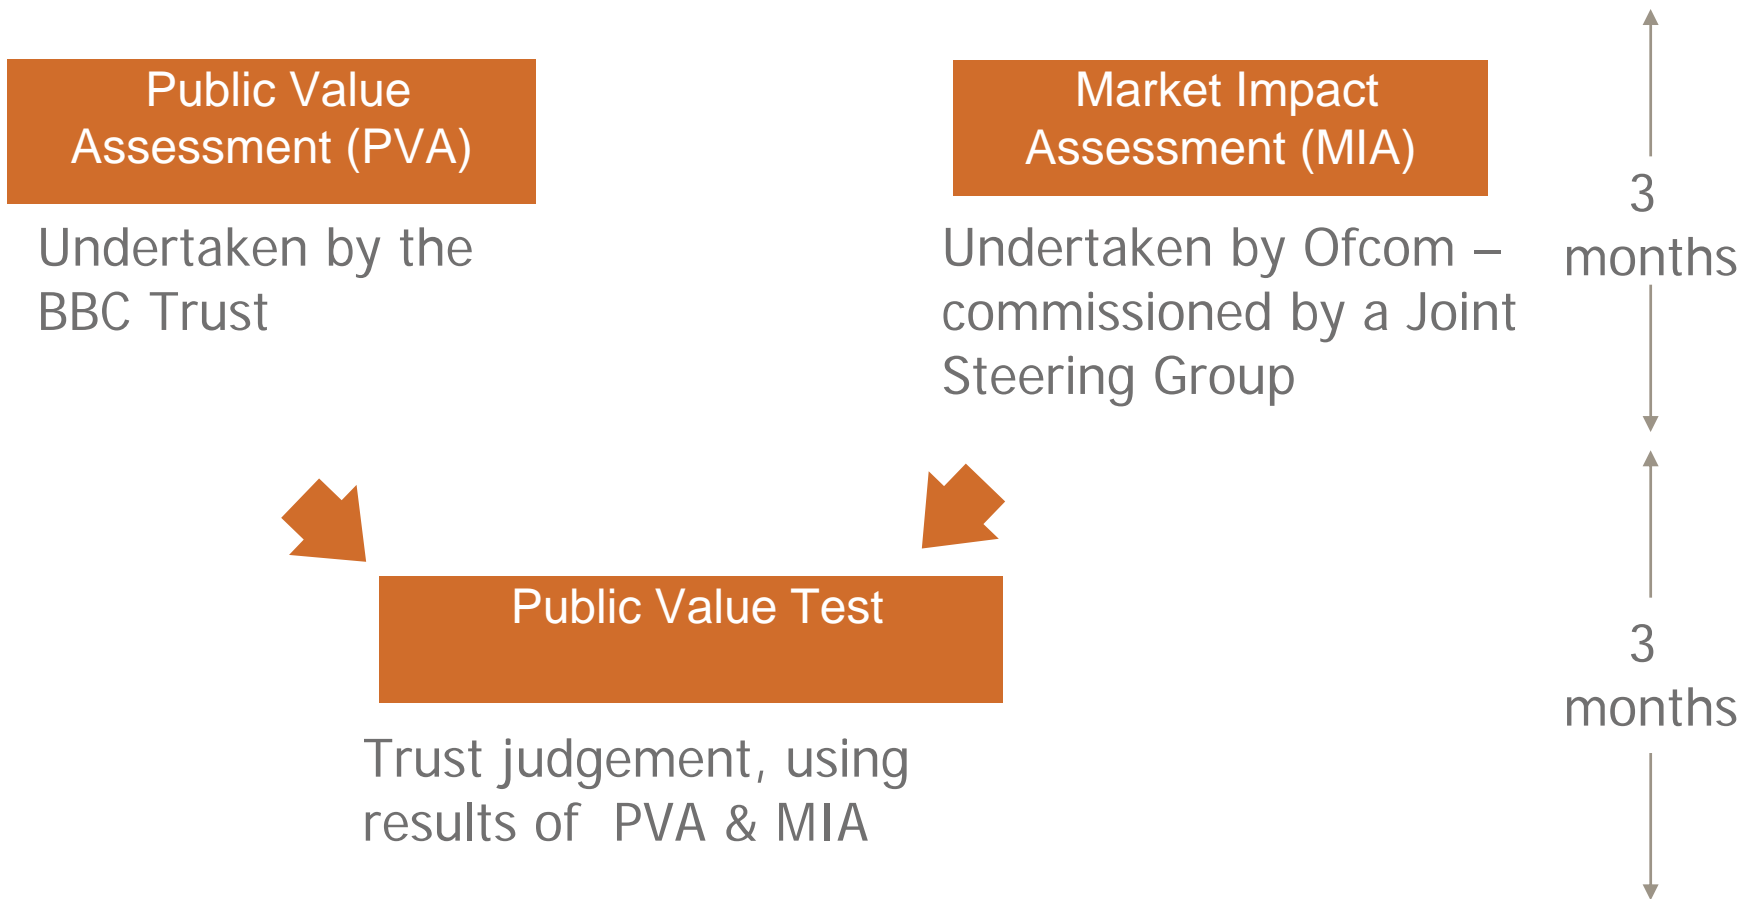 Public Value
Assessment (PVA)
Undertaken by the
BBC Trust
Market Impact
Assessment (MIA)
Undertaken by Ofcom –
commissioned by a Joint
Steering Group
3
months
Public Value Test
Trust judgement, using
results of PVA & MIA
3
months